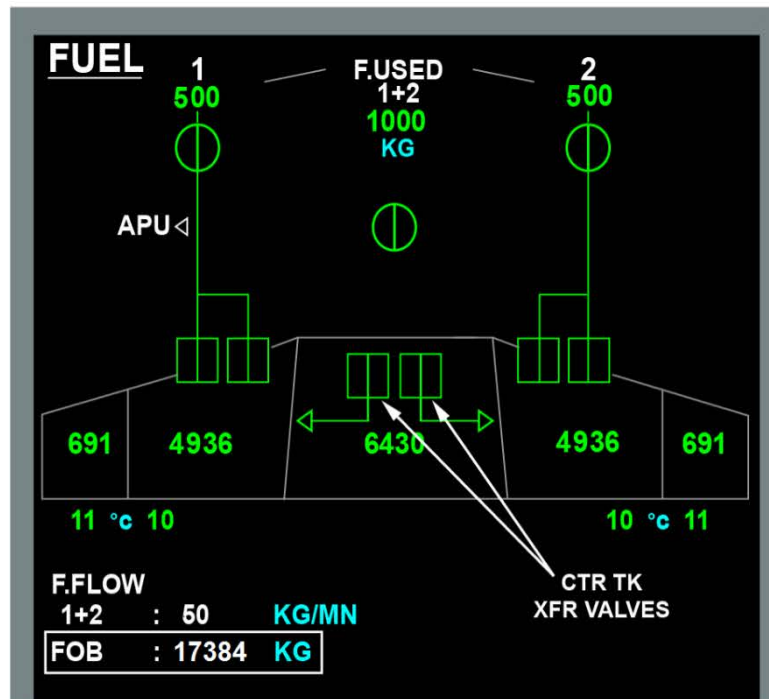 FUEL 1 F.USED 2
500 1+2 500
1000
KG
APU
691 4936 6430 4936 691
11 °c 10 10 °c 11
F.FLOW
1+2 : 50 KG/MN
FOB : 17384 KG
CTR TK
XFR VALVES